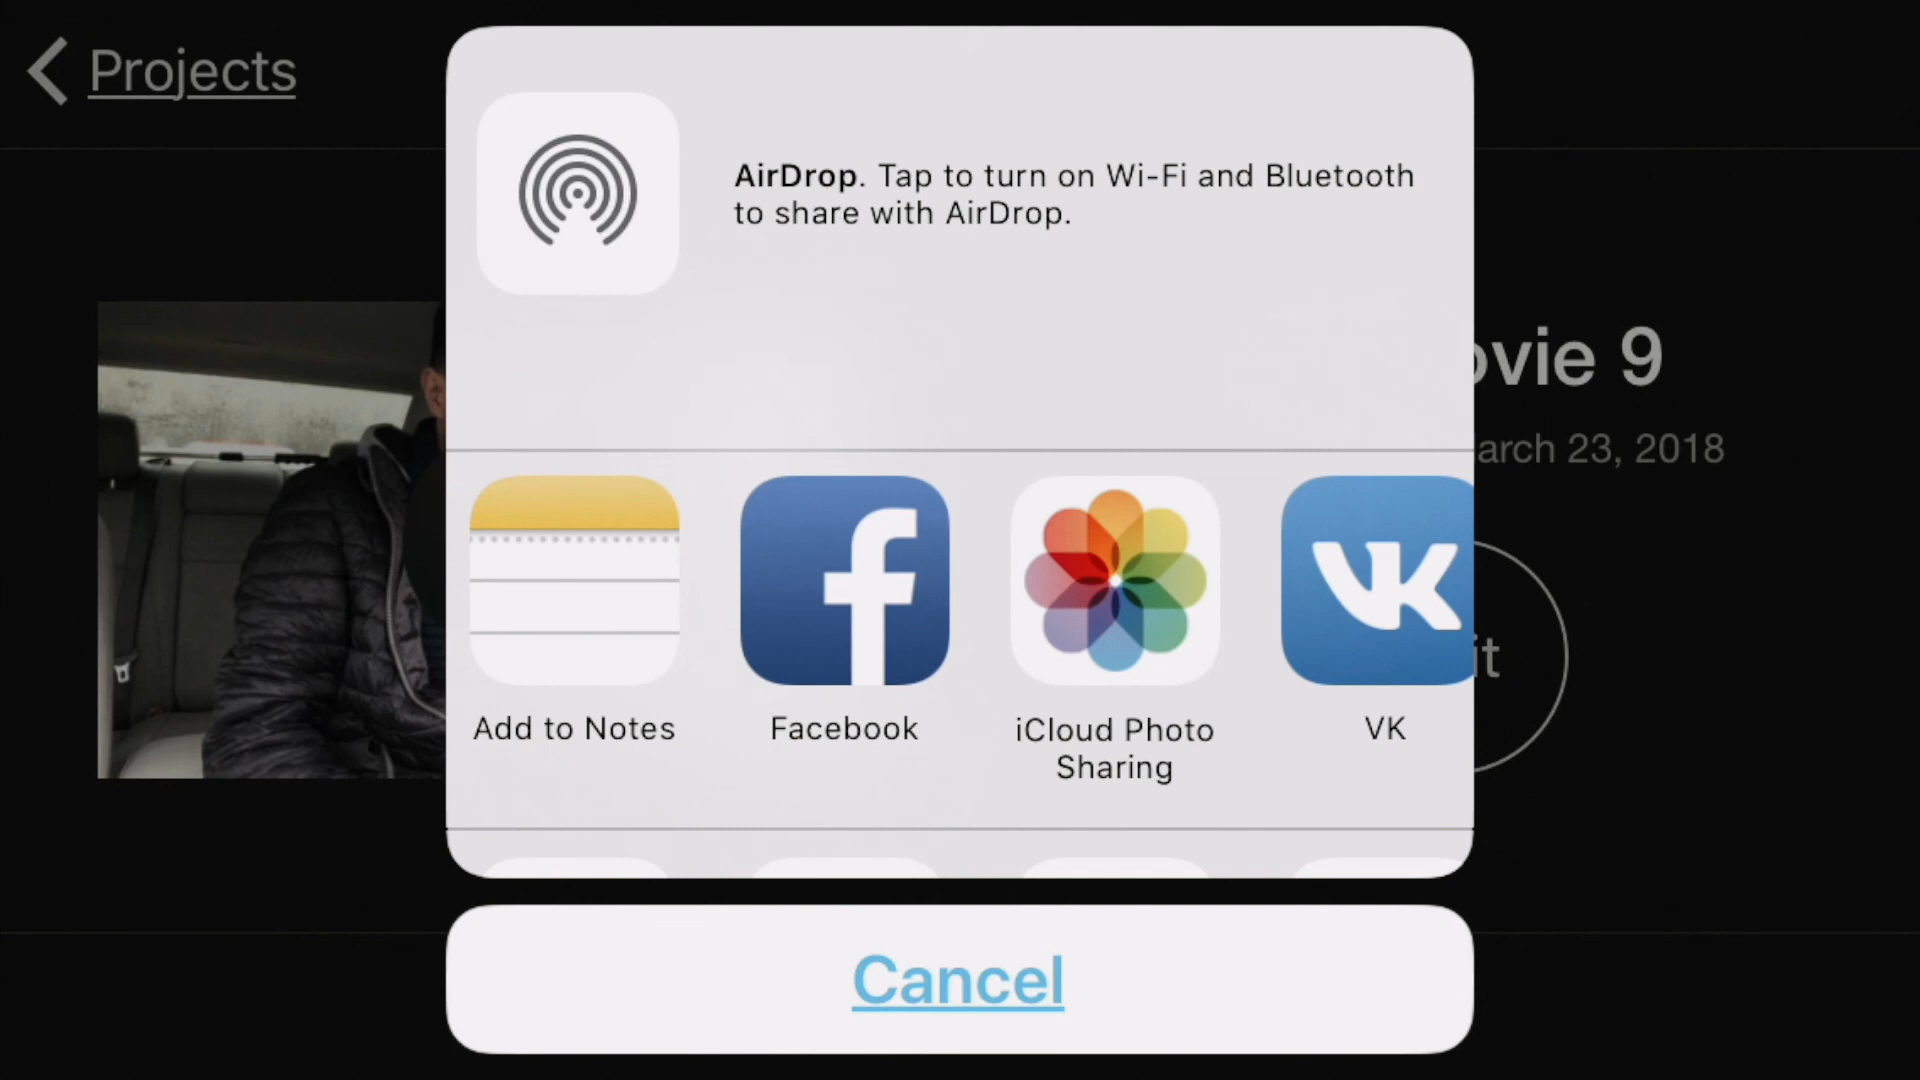 Projects
AirDrop. Tap to turn on Wi-Fi and Bluetooth
to share with AirDrop.
ovie 9
arch 23, 2018
it
Add to Notes
Facebook
iCloud Photo
Sharing
VK
Cancel